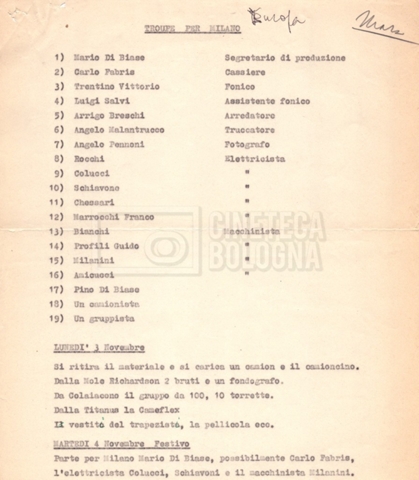 TROUPE PER MILANO Europa
1) Mario Di Biase Segretario di produzione
2) Carlo Fabris Cassiere
3) Trentino Vittorio Fonico
4) Luigi Salvi Assistente fonico
5) Arrigo Breschi Arredatore
6) Angelo Malantrucco Truccatore
7) Angelo Pennoni Fotografo
8) Rocchi Elettricista
9) Colucci "
10) Schiavone "
11) Chessari "
12) Marrocchi Franco "
13) Bianchi Macchinista
14) Profili Guido "
15) Milanini "
16) Amicucci "
17) Pino Di Biase
18) Un camionista
19) Un gruppista
CINETECA
BOLOGNA
LUNEDI' 3 Novembre
Si ritira il materiale e si carica un camion e il camioncino.
Dalla Mole Richardson 2 bruti e un fondografo.
Da Colaiacono il gruppo da 100, 10 torrette.
Dalla Titanus la Cameflex
Il vestito del trapezista, la pellicola ecc.
MARTEDI 4 Novembre Festivo
Parte per Milano Mario Di Biase, possibilmente Carlo Fabris,
l'elettricista Colucci, Schiavoni e il macchinista Milanini.